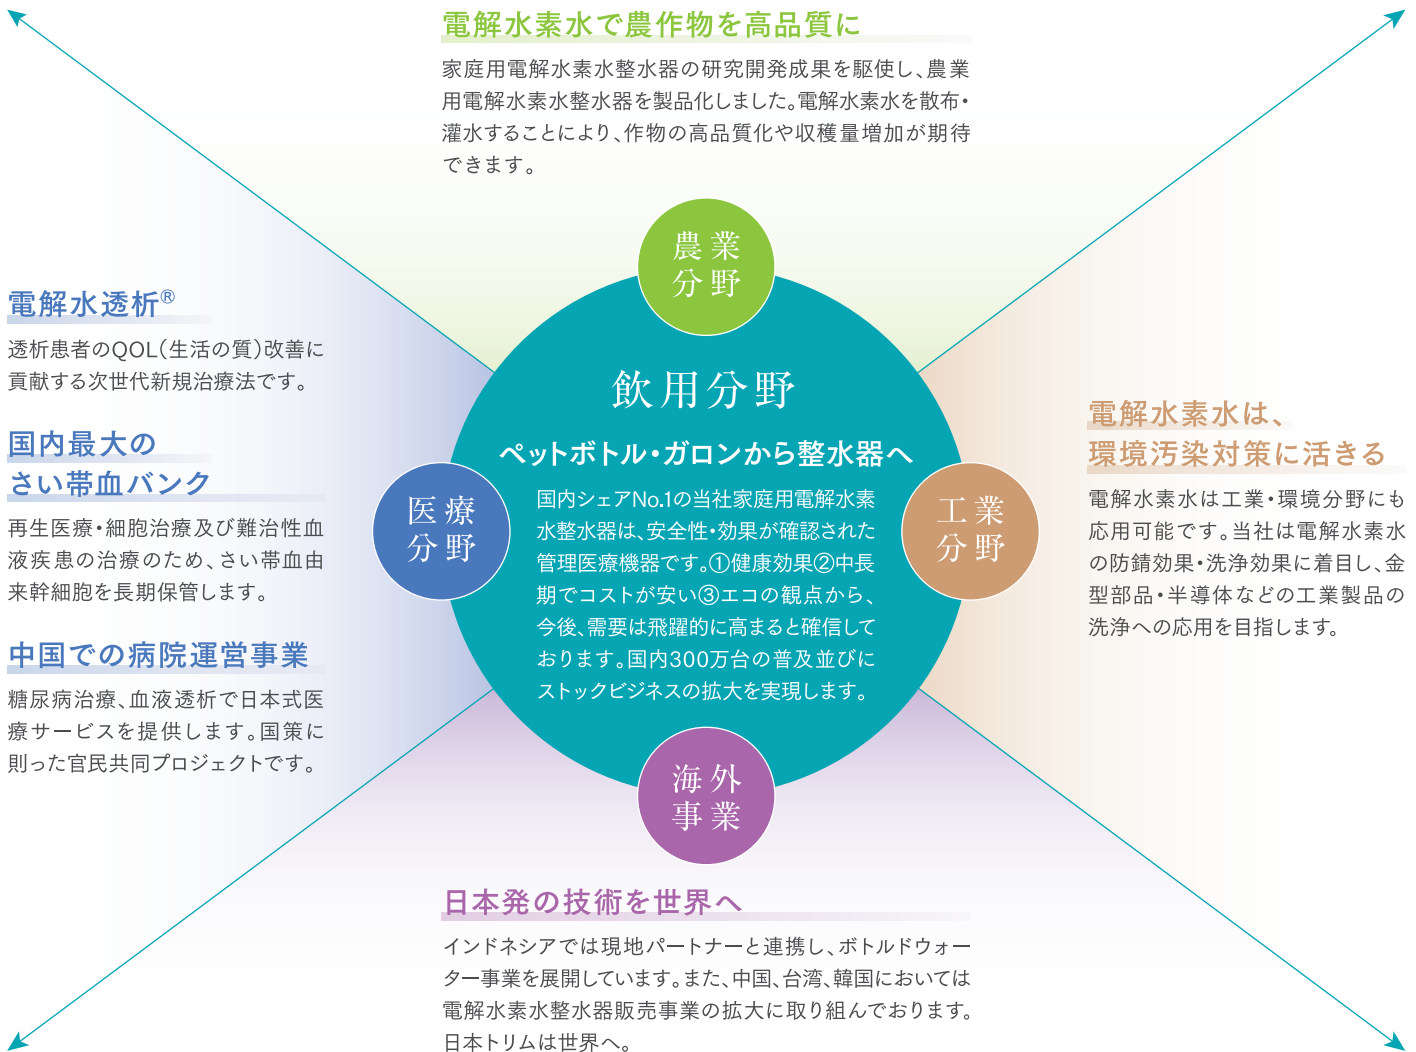 電解水素水で農作物を高品質に
家庭用電解水素水整水器の研究開発成果を駆使し、農業
用電解水素水整水器を製品化しました。電解水素水を散布・
灌水することにより、作物の高品質化や収穫量増加が期待
できます。
農業
分野
電解水透析®
透析患者のQOL(生活の質)改善に
貢献する次世代新規治療法です。
国内最大の
さい帯血バンク
再生医療・細胞治療及び難治性血
液疾患の治療のため、さい帯血由
来幹細胞を長期保管します。
中国での病院運営事業
糖尿病治療、血液透析で日本式医
療サービスを提供します。国策に
則った官民共同プロジェクトです。
医療
分野
飲用分野
ペットボトル・ガロンから整水器へ
国内シェアNo.1の当社家庭用電解水素
水整水器は、安全性・効果が確認された
管理医療機器です。①健康効果②中長
期でコストが安い③エコの観点から、
今後、需要は飛躍的に高まると確信して
おります。国内300万台の普及並びに
ストックビジネスの拡大を実現します。
工業
分野
電解水素水は、
環境汚染対策に活きる
電解水素水は工業・環境分野にも
応用可能です。当社は電解水素水
の防錆効果・洗浄効果に着目し、金
型部品・半導体などの工業製品の
洗浄への応用を目指します。
海外
事業
日本発の技術を世界へ
インドネシアでは現地パートナーと連携し、ボトルドウォー
ター事業を展開しています。また、中国、台湾、韓国においては
電解水素水整水器販売事業の拡大に取り組んでおります。
日本トリムは世界へ。